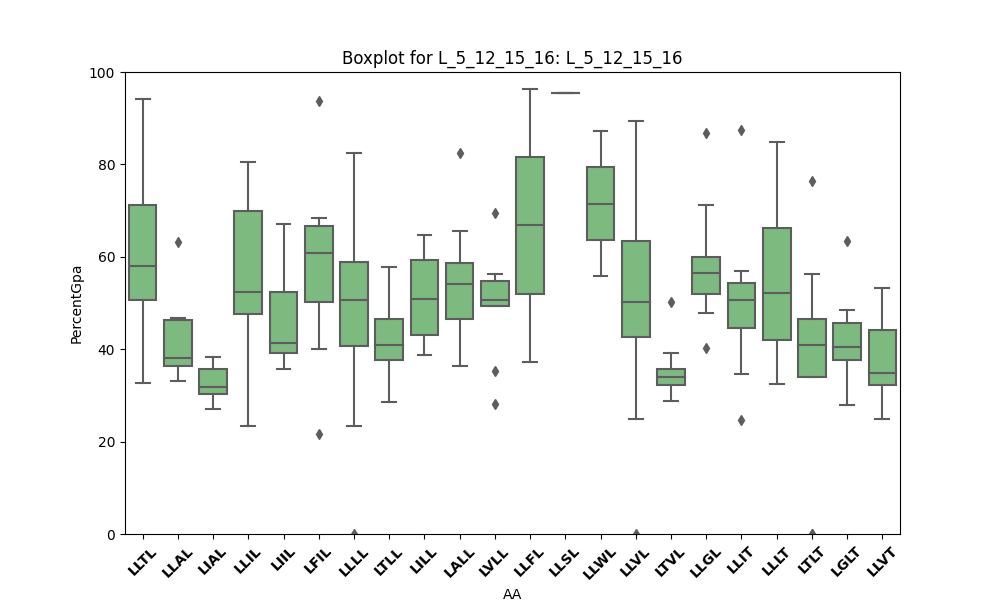 Boxplot for L_5_12_15_16: L_5_12_15_16
PercentGpa
100
80
60
40
20
0
LLTL LLAL LIAL LLIL LIIL LFIL LLLL LTLL LILL LALL LVLL LLFL LLSL LLWL LLVL LTVL LLGL LLIT LLLT LTLT LGLT LLVT
AA